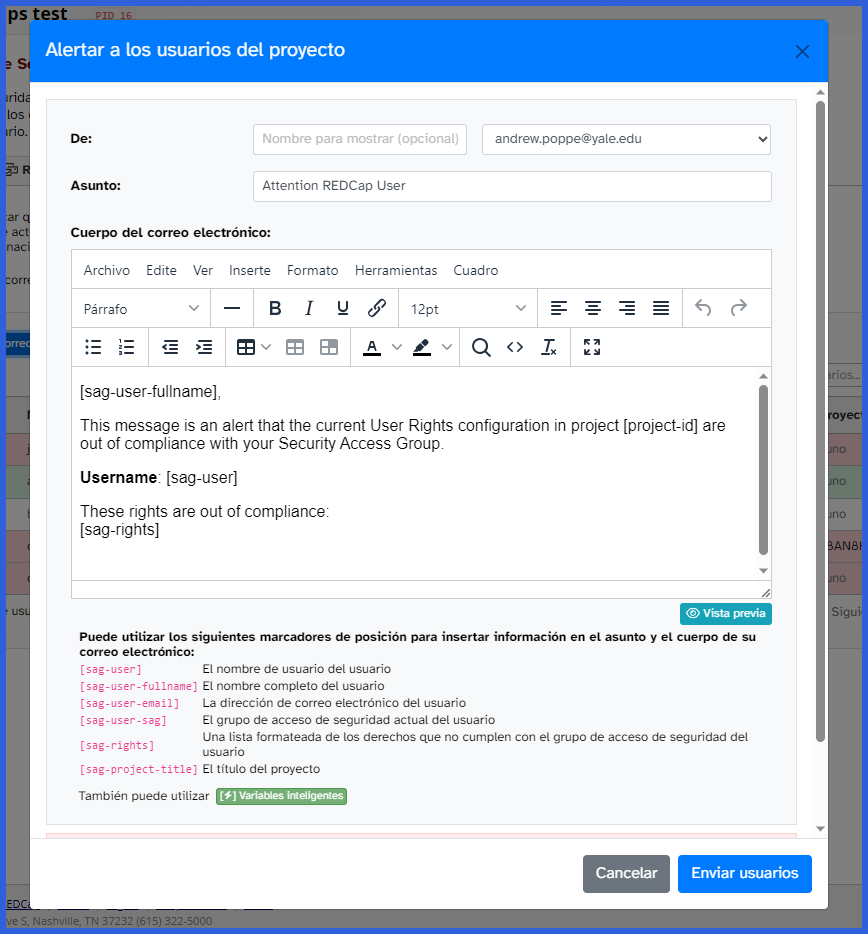 ps test PID 16
Alertar a los usuarios del proyecto
De: Nombre para mostrar (opcional) andrew.poppe@yale.edu
Asunto: Attention REDCap User
Cuerpo del correo electrónico:
Archivo Edite Ver Inserte Formato Herramientas Cuadro
Párrafo B I U 12pt
A
[sag-user-fullname],
This message is an alert that the current User Rights configuration in project [project-id] are
out of compliance with your Security Access Group.
Username: [sag-user]
These rights are out of compliance:
[sag-rights]
Vista previa
Puede utilizar los siguientes marcadores de posición para insertar información en el asunto y el cuerpo de su
correo electrónico:
[sag-user] El nombre de usuario del usuario
[sag-user-fullname] El nombre completo del usuario
[sag-user-email] La dirección de correo electrónico del usuario
[sag-user-sag] El grupo de acceso de seguridad actual del usuario
[sag-rights] Una lista formateada de los derechos que no cumplen con el grupo de acceso de seguridad del
usuario
[sag-project-title] El título del proyecto
También puede utilizar [⚡] Variables inteligentes
Cancelar Enviar usuarios
ve S, Nashville, TN 37232 (615) 322-5000